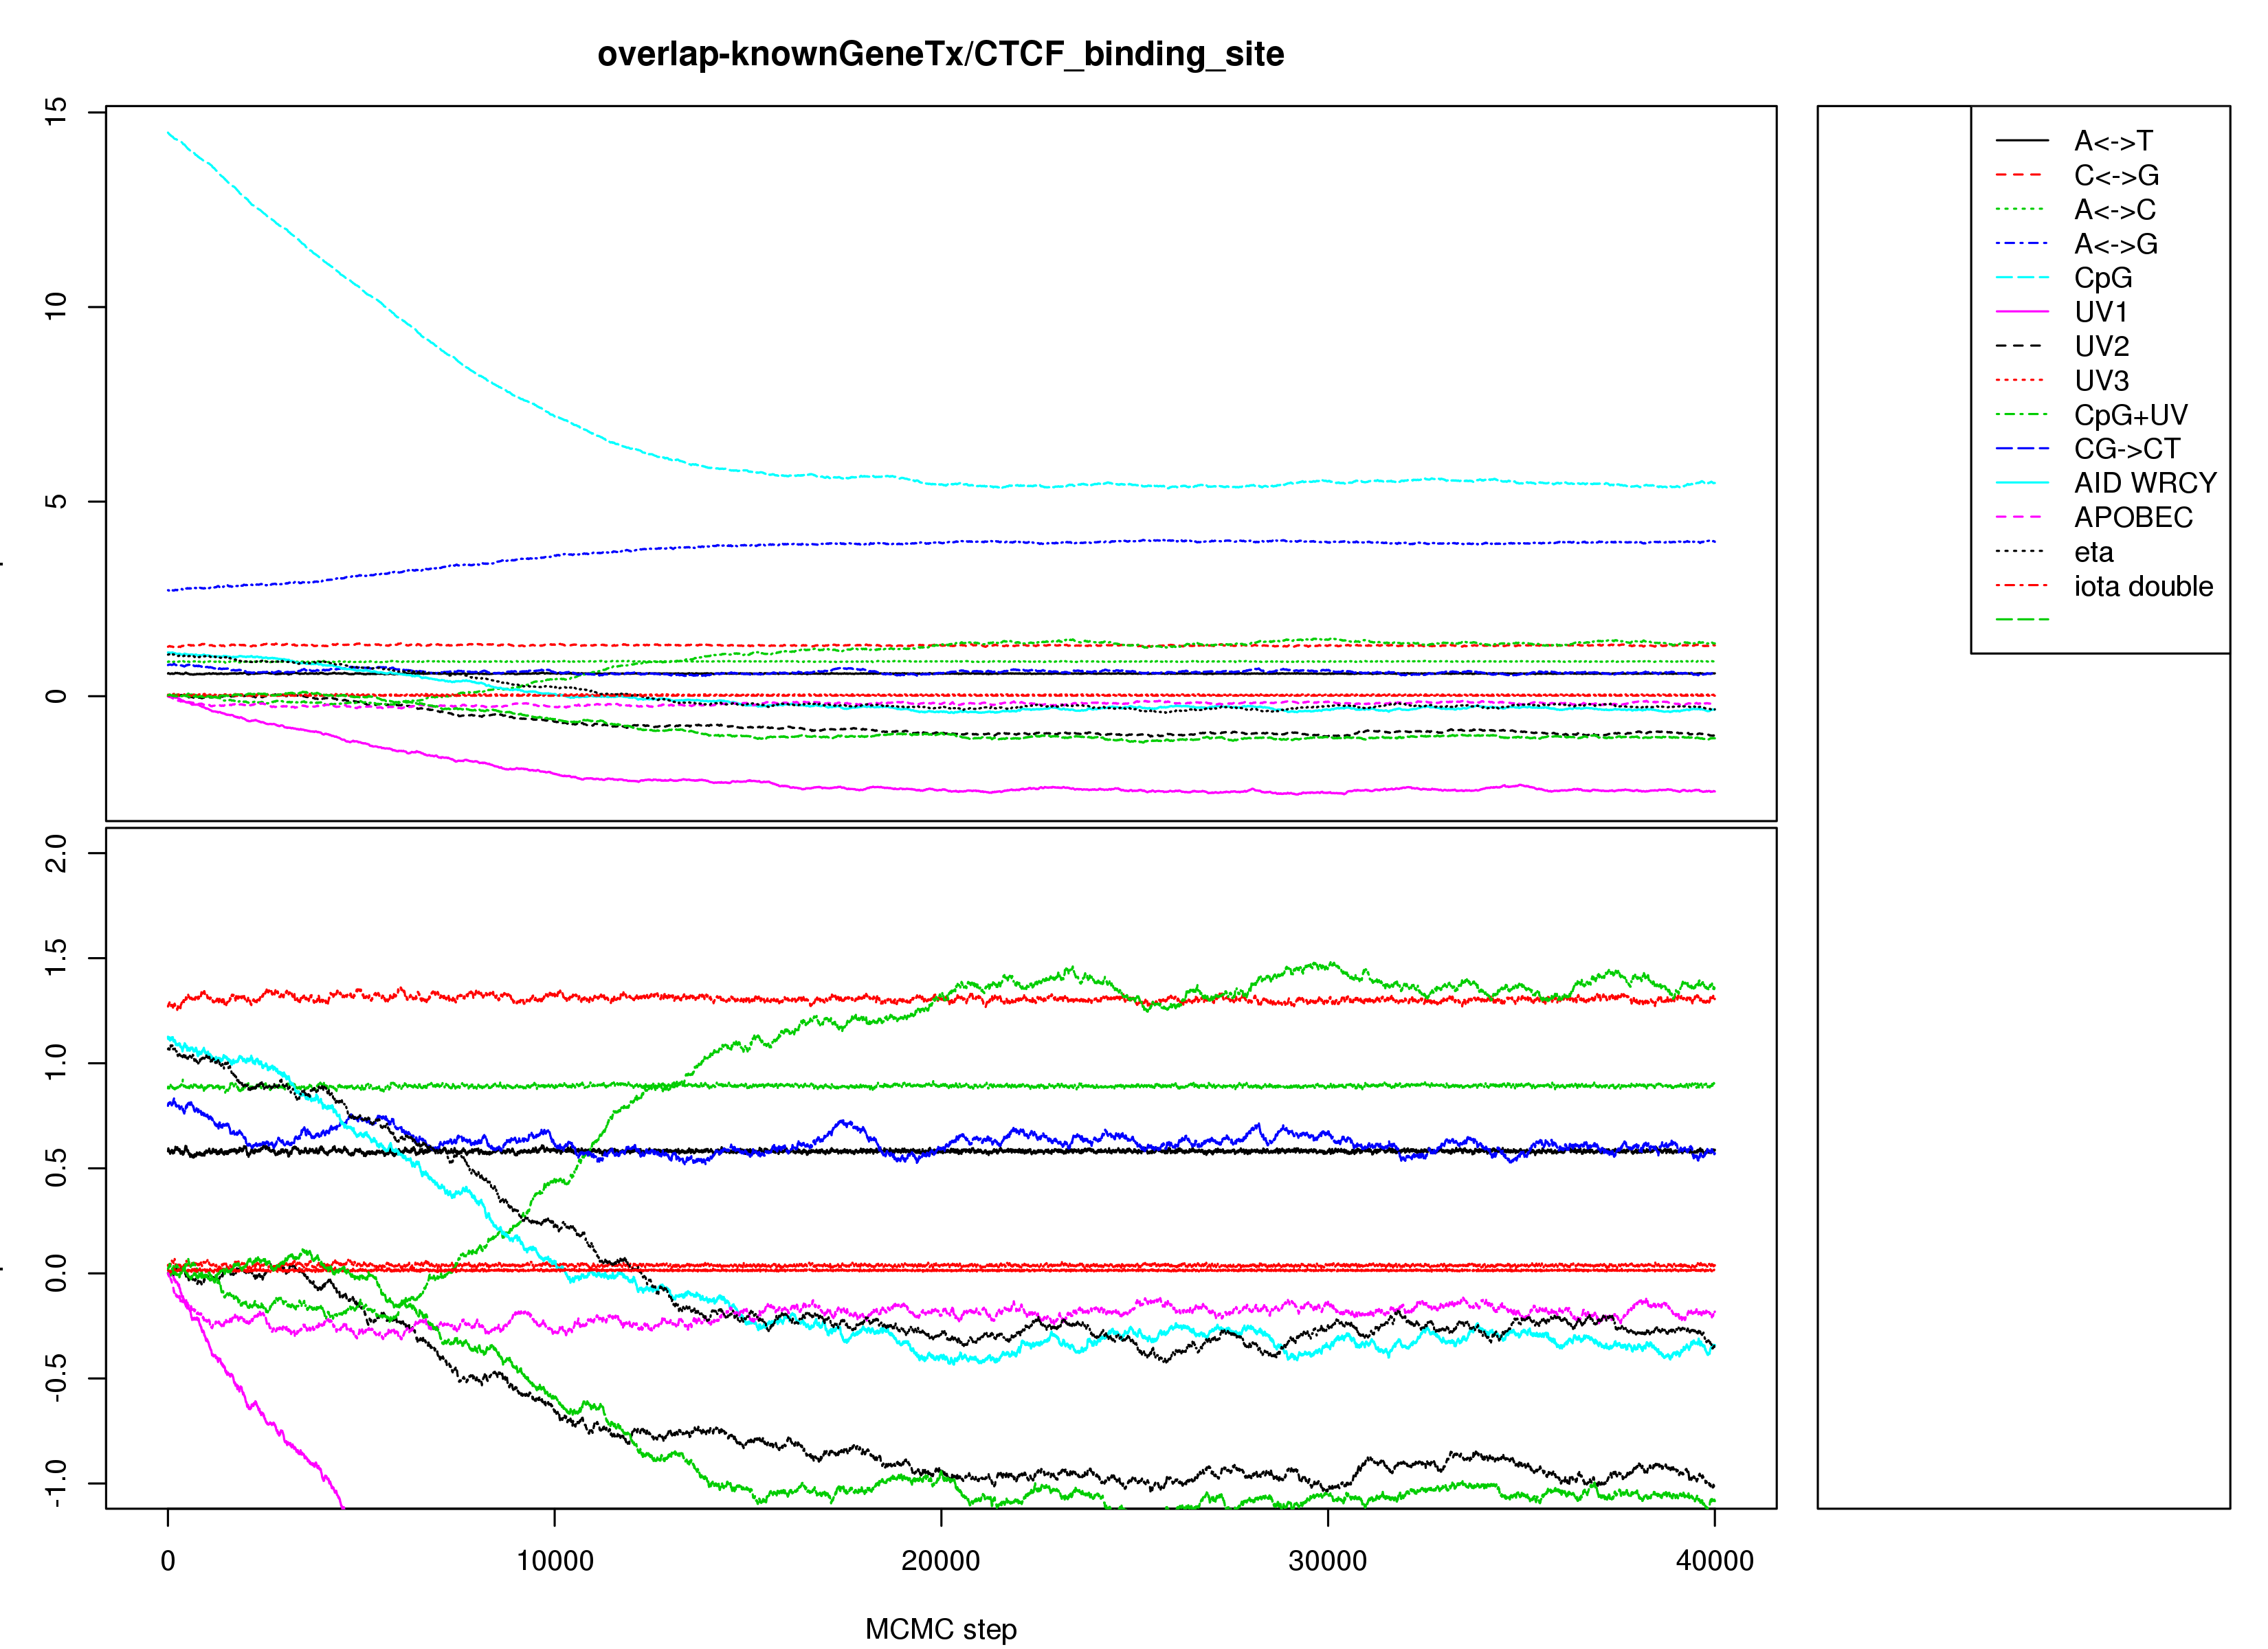 overlap-knownGeneTx/CTCF_binding_site
15
10
5
0
A<->T
C<->G
A<->C
A<->G
CpG
UV1
UV2
UV3
CpG+UV
CG->CT
AID WRCY
APOBEC
eta
iota double
2.0
1.5
1.0
0.5
0.0
-0.5
-1.0
0 10000 20000 30000 40000
MCMC step